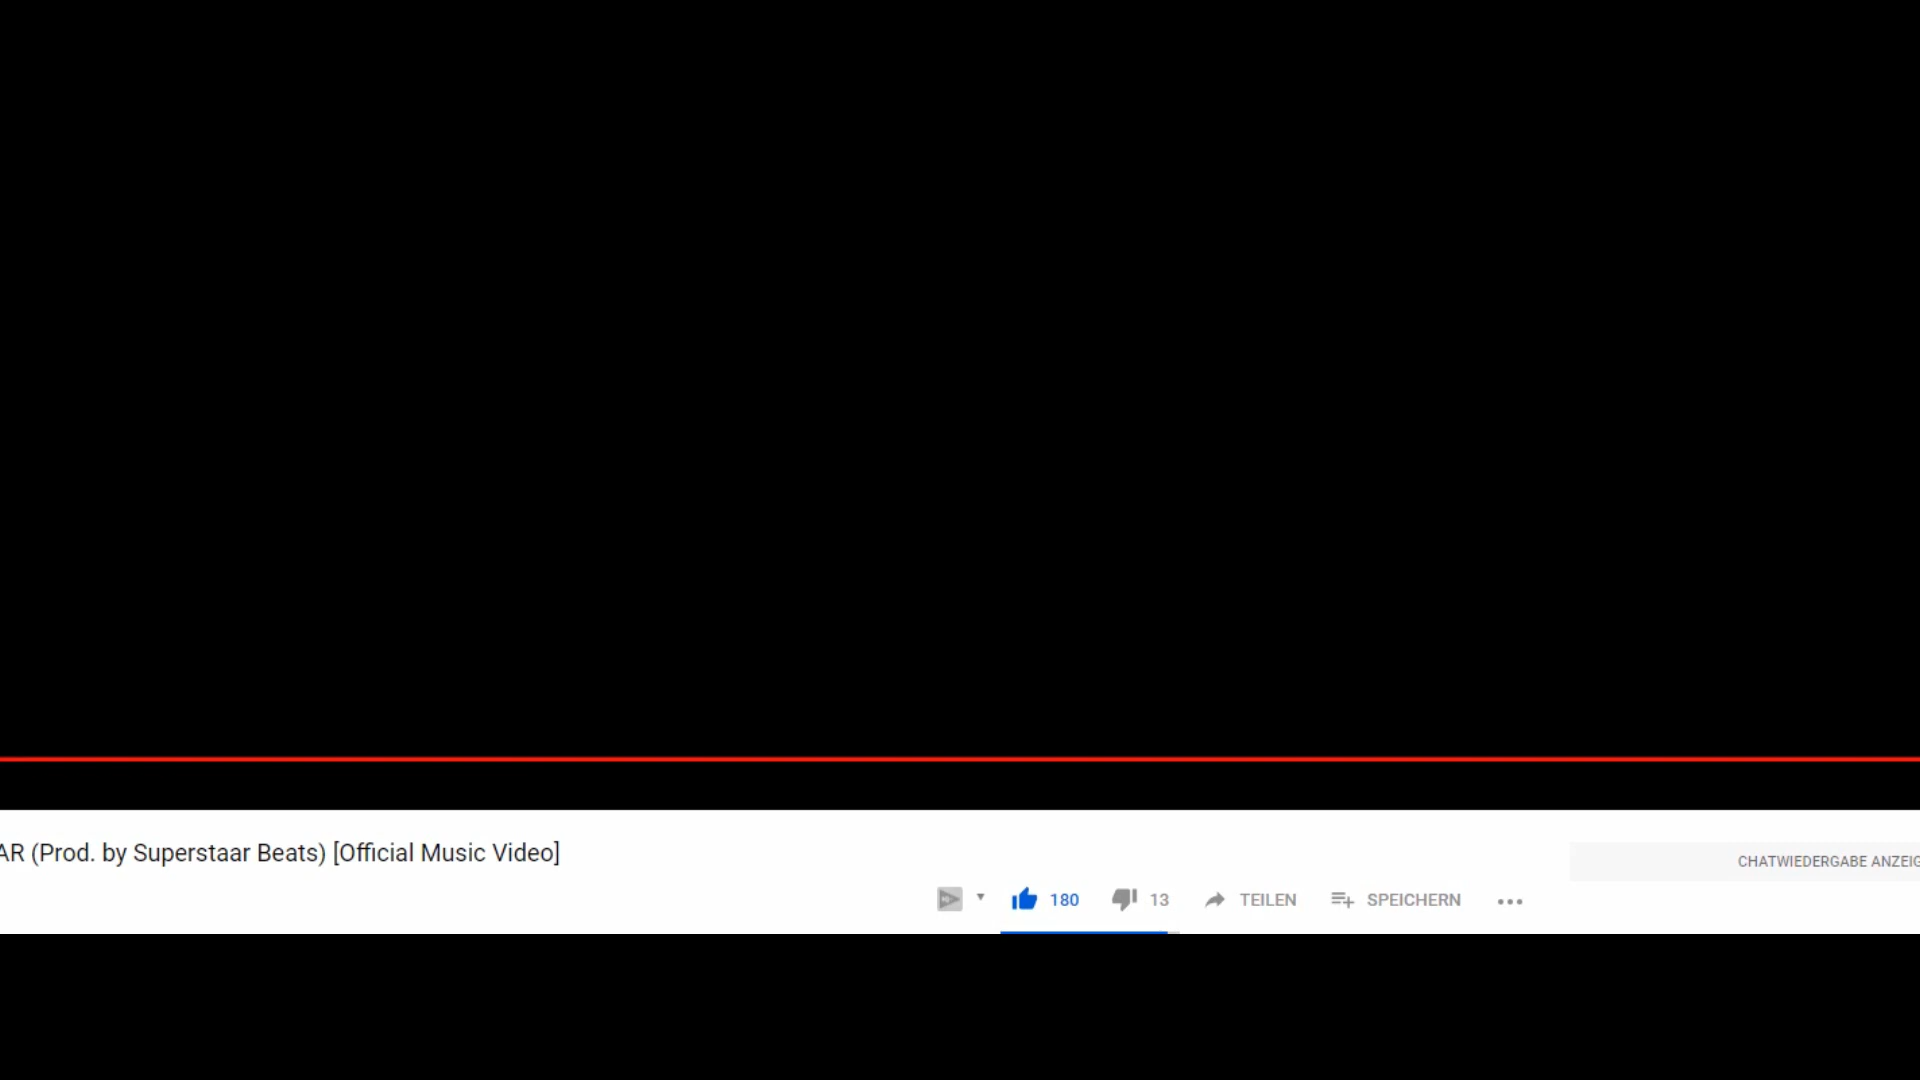 AR (Prod. by Superstaar Beats) [Official Music Video]
CHATWIEDERGABE ANZEIG
180 13 TEILEN SPEICHERN